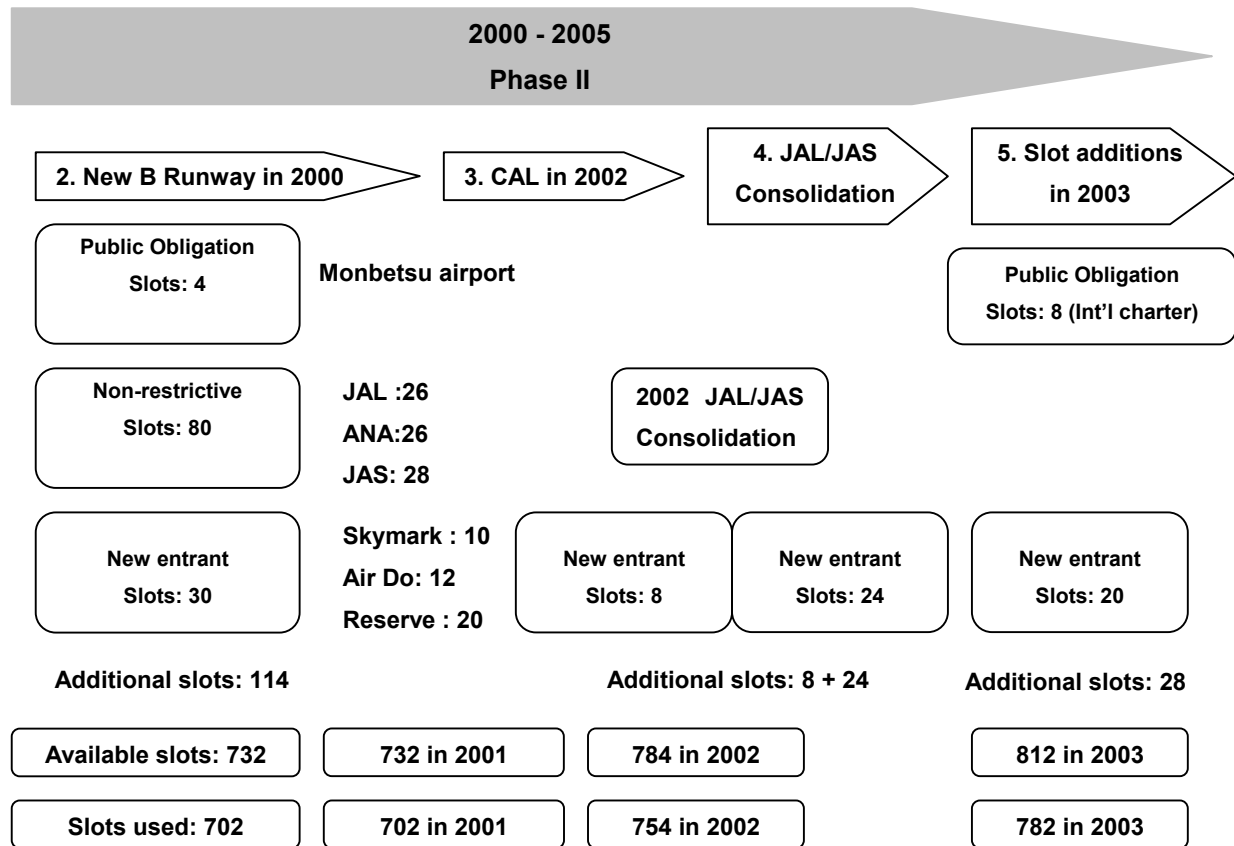 2000 - 2005
Phase II
2. New B Runway in 2000
3. CAL in 2002
4. JAL/JAS
Consolidation
5. Slot additions
in 2003
Public Obligation
Slots: 4
Monbetsu airport
Public Obligation
Slots: 8 (Int'l charter)
Non-restrictive
Slots: 80
JAL :26
ANA:26
JAS: 28
2002 JAL/JAS
Consolidation
New entrant
Slots: 30
Skymark : 10
Air Do: 12
Reserve : 20
New entrant
Slots: 8
New entrant
Slots: 24
New entrant
Slots: 20
Additional slots: 114
Additional slots: 8 + 24
Additional slots: 28
Available slots: 732
732 in 2001
784 in 2002
812 in 2003
Slots used: 702
702 in 2001
754 in 2002
782 in 2003